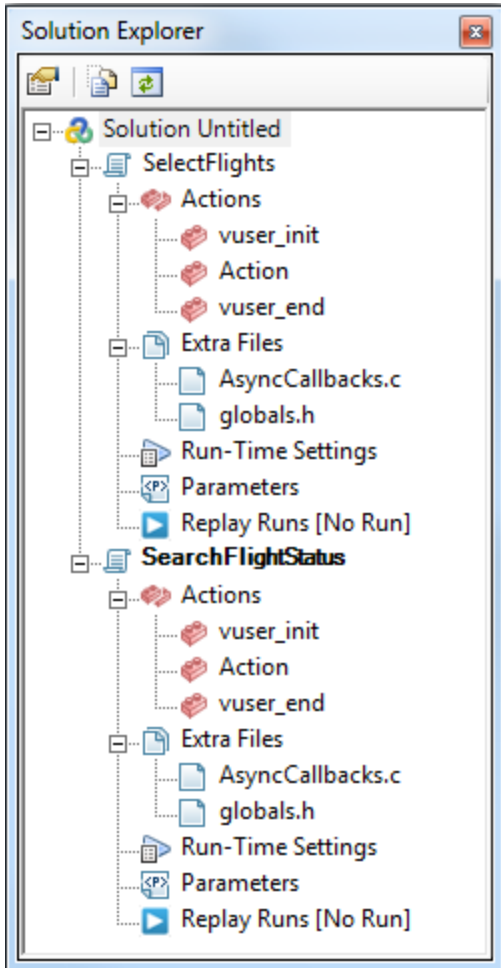 Solution Explorer
Solution Untitled
SelectFlights
Actions
vuser_init
Action
vuser_end
Extra Files
AsyncCallbacks.c
globals.h
Run-Time Settings
<P> Parameters
Replay Runs [No Run]
SearchFlightStatus
Actions
vuser_init
Action
vuser_end
Extra Files
AsyncCallbacks.c
globals.h
Run-Time Settings
<P> Parameters
Replay Runs [No Run]